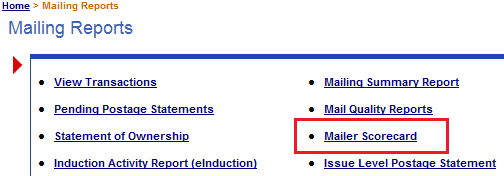 Home > Mailing Reports
Mailing Reports
View Transactions
Pending Postage Statements
Statement of Ownership
Induction Activity Report (eInduction)
Mailing Summary Report
Mail Quality Reports
Mailer Scorecard
Issue Level Postage Statement